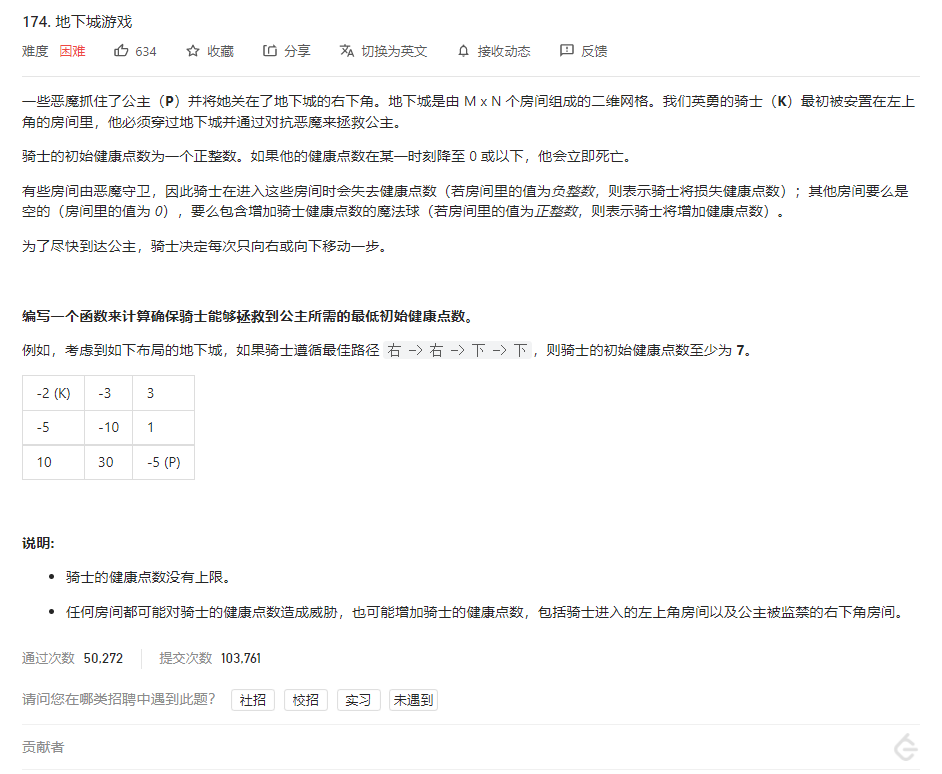 174. 地下城游戏
难度 困难 634 收藏 分享 切换为英文 接收动态 反馈
一些恶魔抓住了公主（P）并将她关在了地下城的右下角。地下城是由 M x N 个房间组成的二维网格。我们英勇的骑士（K）最初被安置在左上
角的房间里，他必须穿过地下城并通过对抗恶魔来拯救公主。
骑士的初始健康点数为一个正整数。如果他的健康点数在某一时刻降至 0 或以下，他会立即死亡。
有些房间由恶魔守卫，因此骑士在进入这些房间时会失去健康点数（若房间里的值为负整数，则表示骑士将损失健康点数）；其他房间要么是
空的（房间里的值为 0），要么包含增加骑士健康点数的魔法球（若房间里的值为正整数，则表示骑士将增加健康点数）。
为了尽快到达公主，骑士决定每次只向右或向下移动一步。
编写一个函数来计算确保骑士能够拯救到公主所需的最低初始健康点数。
例如，考虑到如下布局的地下城，如果骑士遵循最佳路径 右 -> 右 -> 下 -> 下，则骑士的初始健康点数至少为 7。
-2 (K) -3 3
-5 -10 1
10 30 -5 (P)
说明:
• 骑士的健康点数没有上限。
• 任何房间都可能对骑士的健康点数造成威胁，也可能增加骑士的健康点数，包括骑士进入的左上角房间以及公主被监禁的右下角房间。
通过次数 50,272 提交次数 103,761
请问您在哪类招聘中遇到此题？ 社招 校招 实习 未遇到
贡献者